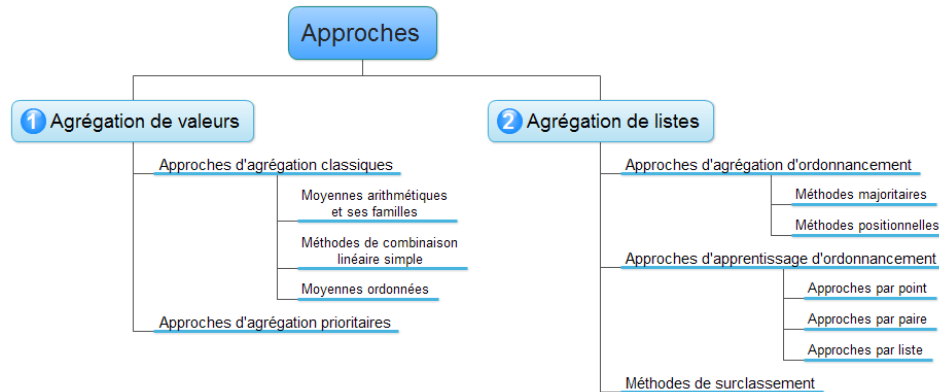 Approches
1 Agrégation de valeurs
Approches d'agrégation classiques
Moyennes arithmétiques
et ses familles
Méthodes de combinaison
linéaire simple
Moyennes ordonnées
Approches d'agrégation prioritaires
2 Agrégation de listes
Approches d'agrégation d'ordonnancement
Méthodes majoritaires
Méthodes positionnelles
Approches d'apprentissage d'ordonnancement
Approches par point
Approches par paire
Approches par liste
Méthodes de surclassement